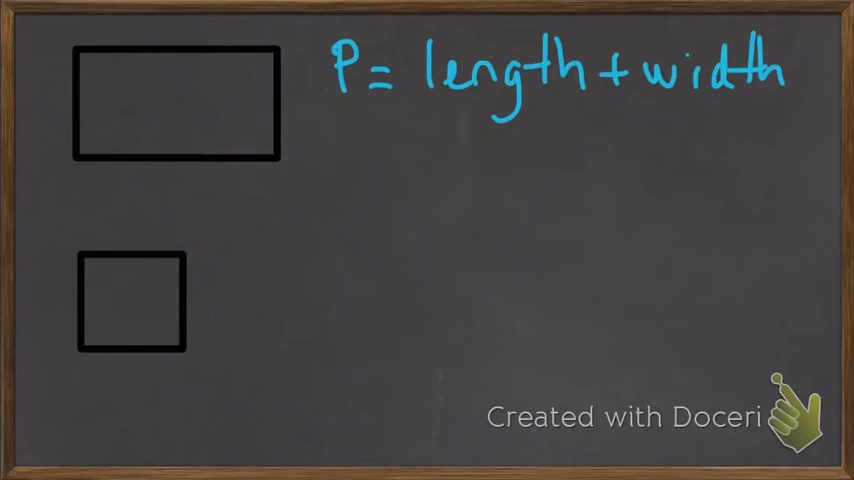 P = length + width
Created with Doceri